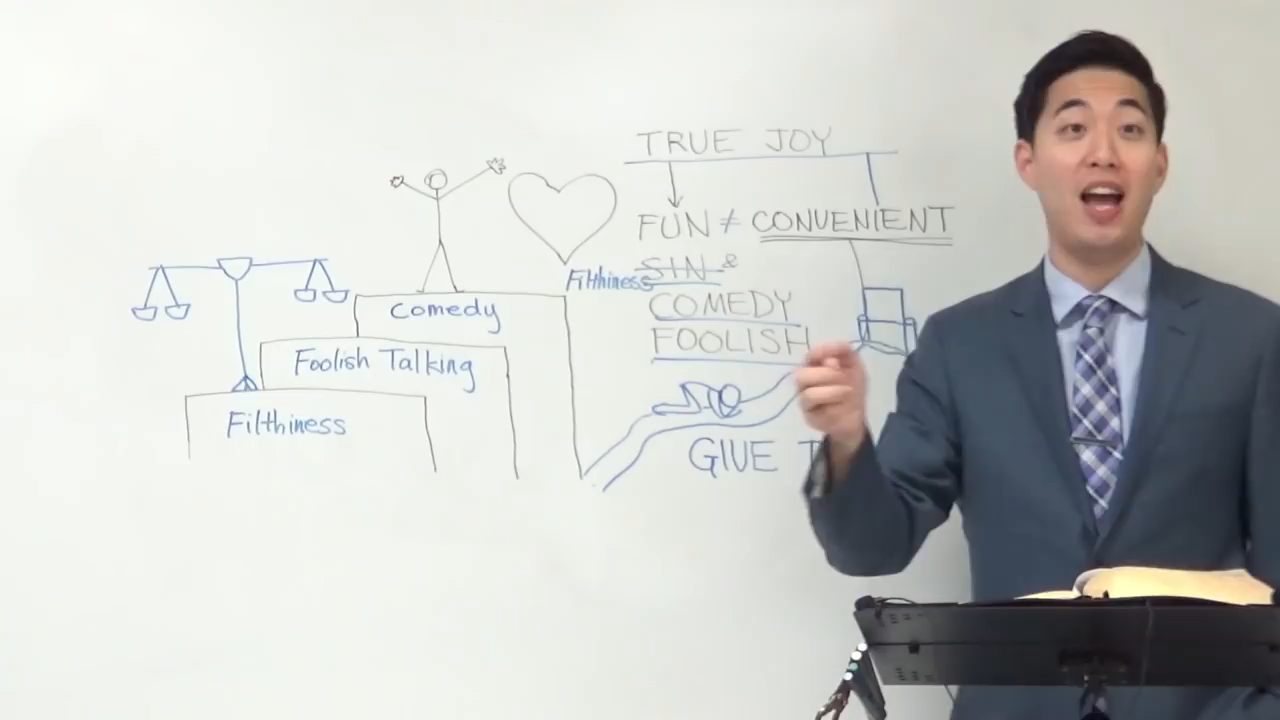 TRUE JOY
FUN ≠ CONVENIENT
SIN &
Filthiness
COMEDY
FOOLISH
GIVE
Comedy
Foolish Talking
Filthiness